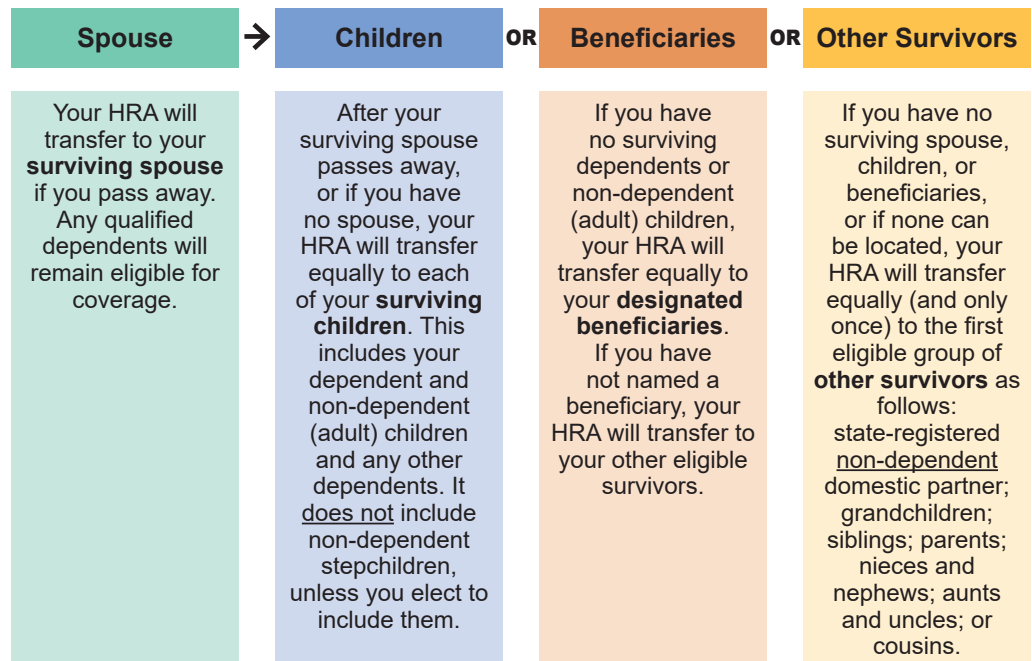 Spouse → Children OR Beneficiaries OR Other Survivors
Your HRA will
transfer to your
surviving spouse
if you pass away.
Any qualified
dependents will
remain eligible for
coverage.
After your
surviving spouse
passes away,
or if you have
no spouse, your
HRA will transfer
equally to each
of your surviving
children. This
includes your
dependent and
non-dependent
(adult) children
and any other
dependents. It
does not include
non-dependent
stepchildren,
unless you elect to
include them.
If you have
no surviving
dependents or
non-dependent
(adult) children,
your HRA will
transfer equally to
your designated
beneficiaries.
If you have
not named a
beneficiary, your
HRA will transfer to
your other eligible
survivors.
If you have no
surviving spouse,
children, or
beneficiaries,
or if none can
be located, your
HRA will transfer
equally (and only
once) to the first
eligible group of
other survivors as
follows:
state-registered
non-dependent
domestic partner;
grandchildren;
siblings; parents;
nieces and
nephews; aunts
and uncles; or
cousins.